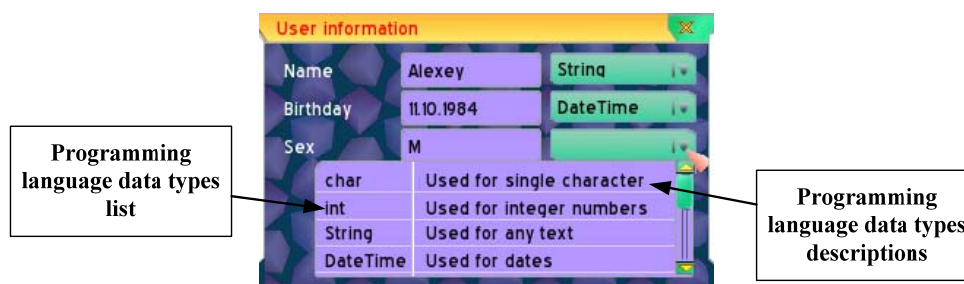 User information
Name Alexey String
Birthday 11.10.1984 DateTime
Sex M
char Used for single character
int Used for integer numbers
String Used for any text
DateTime Used for dates
Programming
language data types
list
Programming
language data types
descriptions